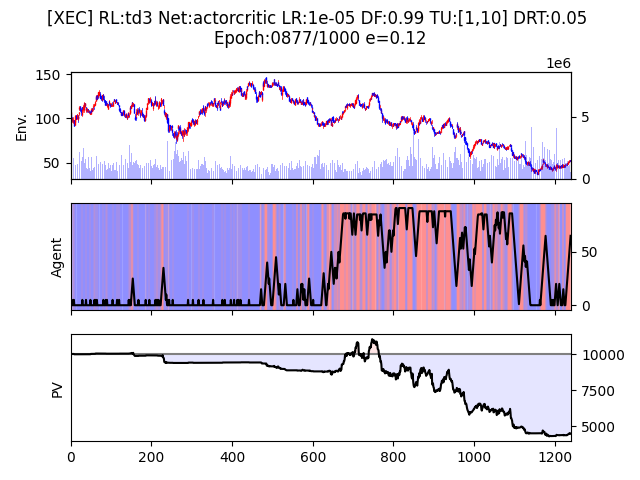 [XEC] RL:td3 Net:actorcritic LR:1e-05 DF:0.99 TU:[1,10] DRT:0.05
Epoch:0877/1000 e=0.12
1e6
150
100
50
Env.
5
0
Agent
50
0
PV
10000
7500
5000
0 200 400 600 800 1000 1200